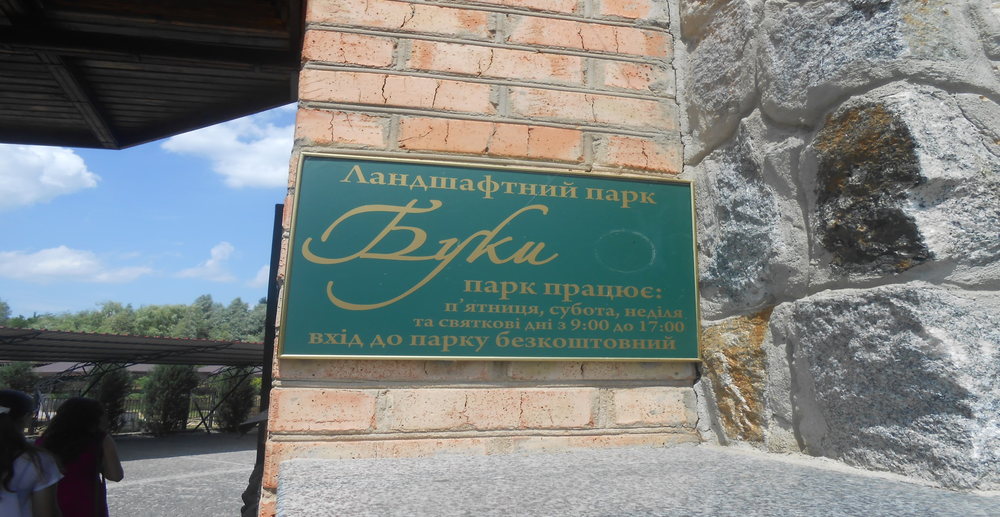 Ландшафтний парк
Буки
парк працює:
п'ятниця, субота, неділя
та святкові дні з 9:00 до 17:00
вхід до парку безкоштовний